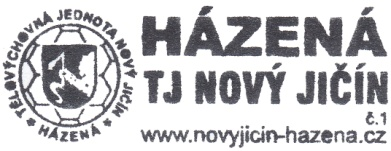 TĚLOVÝCHOVNÁ JEDNOTA NOVÝ JIČÍN
★ HÁZENÁ ★
HÁZENÁ
TJ NOVÝ JIČÍN
č.1
www.novyjicin-hazena.cz